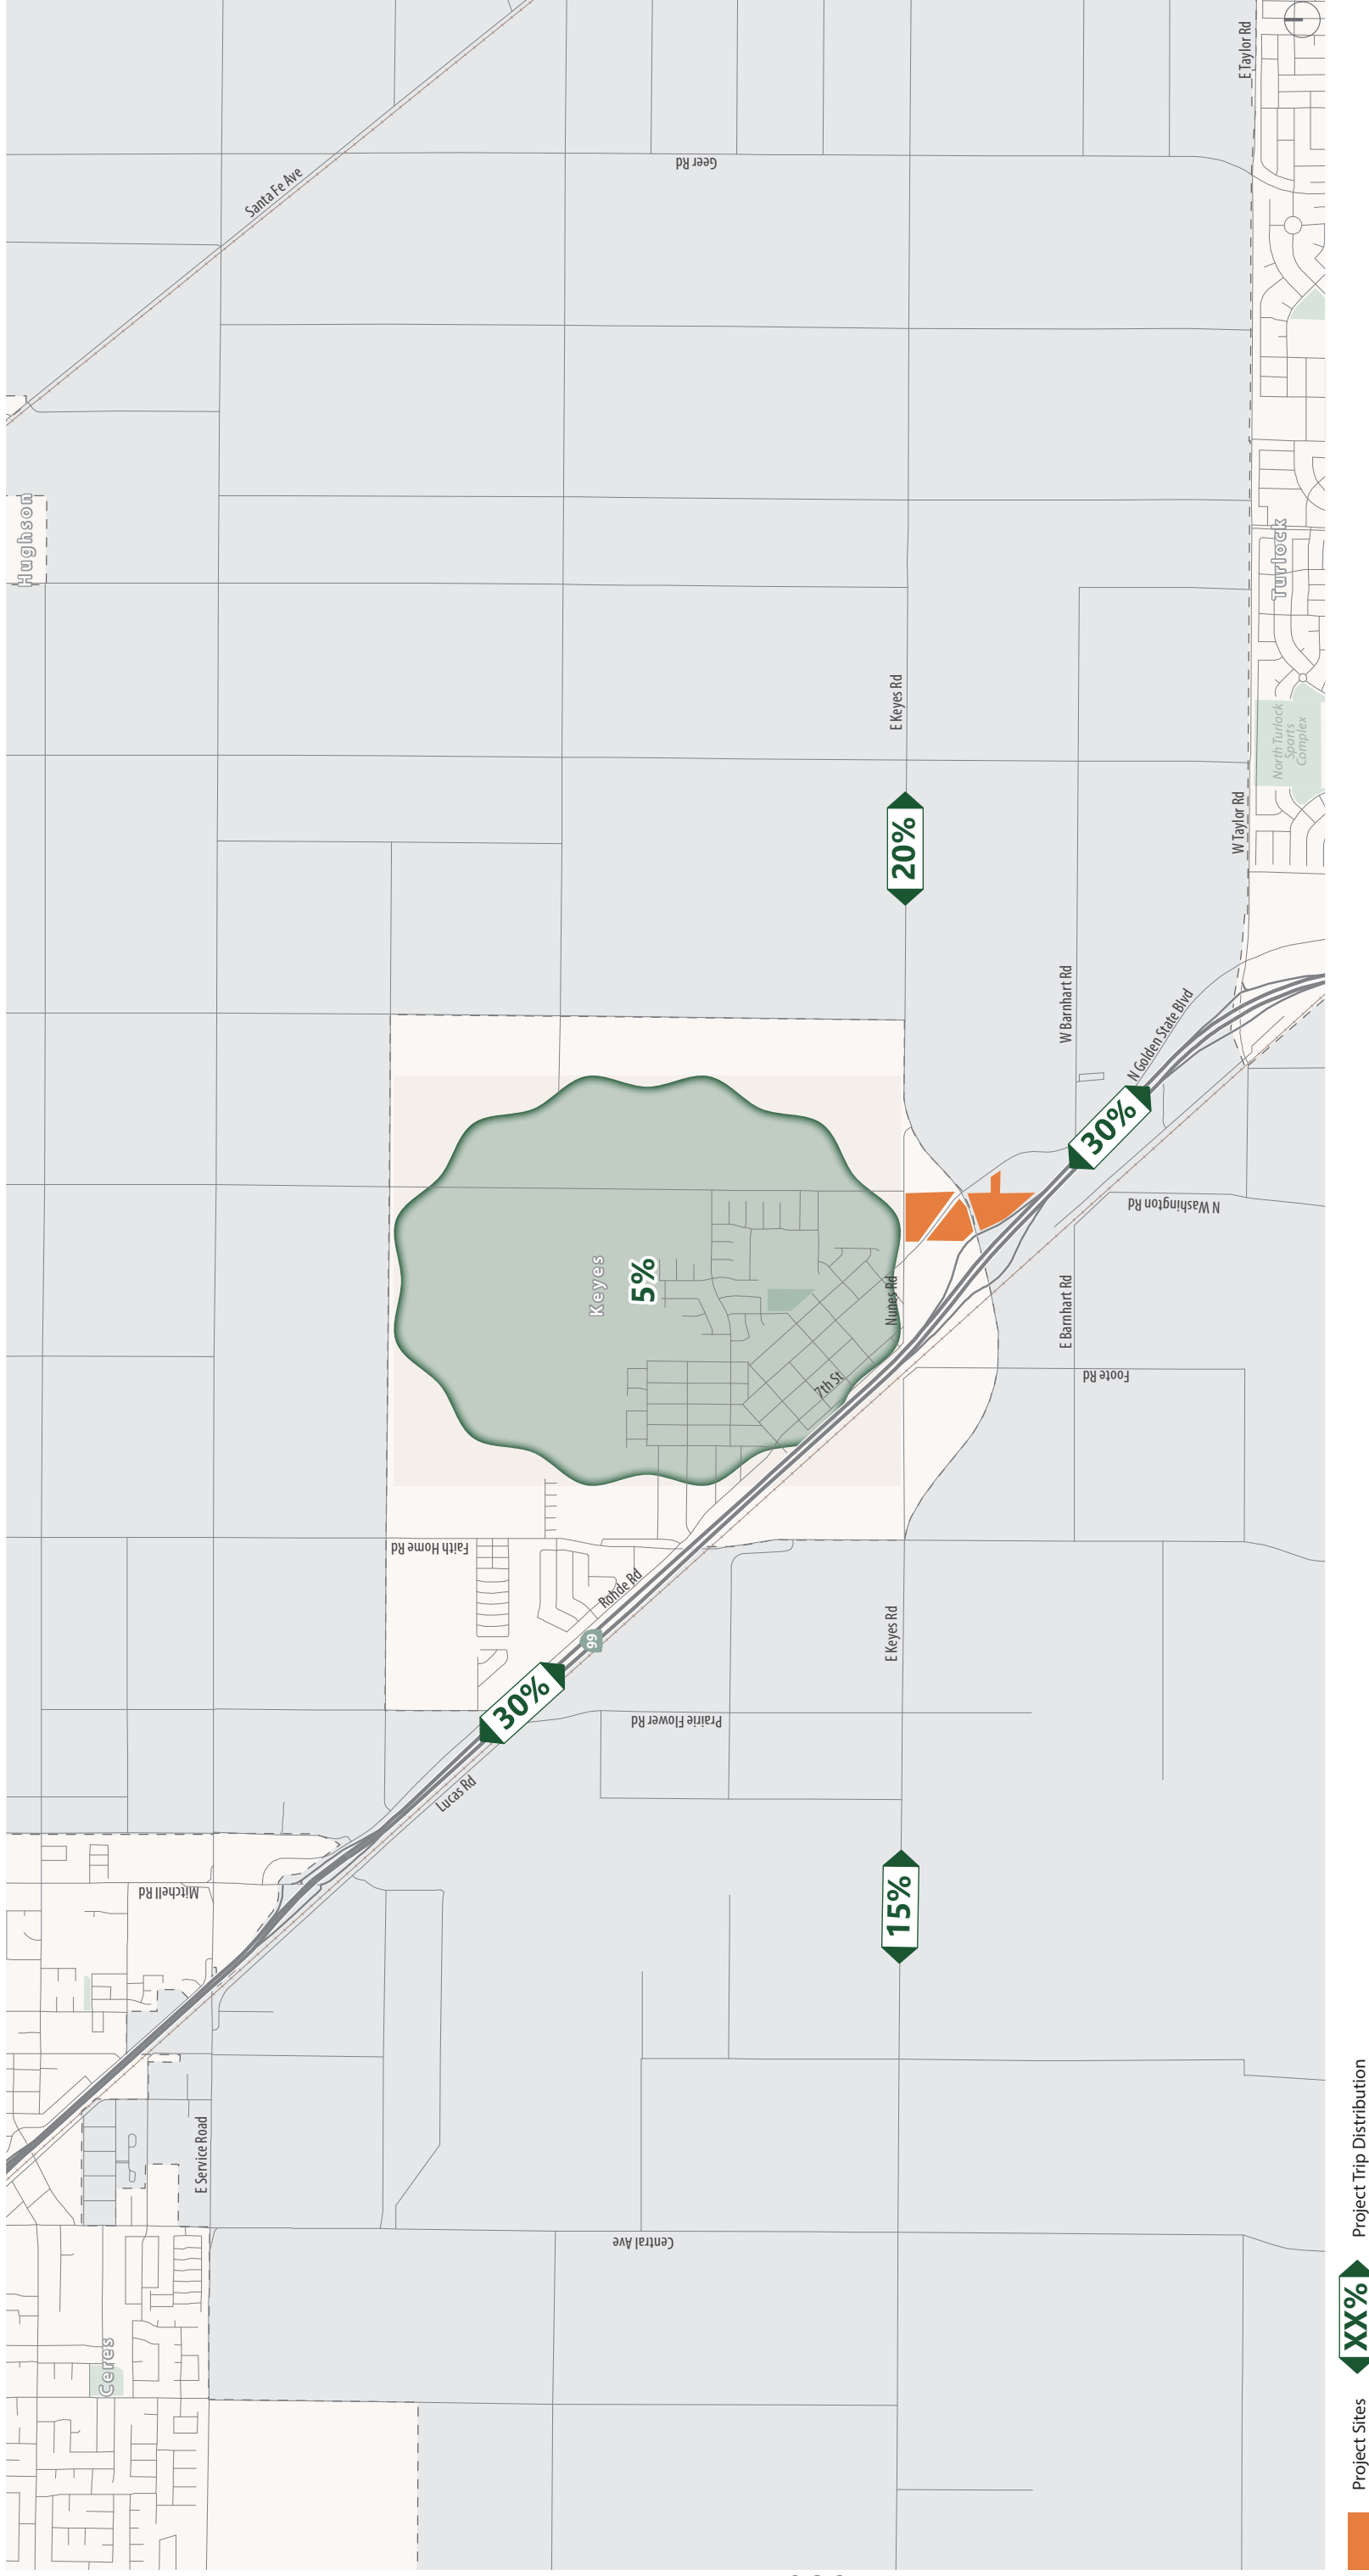 Hughson
Santa Fe Ave
Geer Rd
E Taylor Rd
Turlock
North Turlock
Sports
Complex
E Keyes Rd
20%
W Taylor Rd
W Barnhart Rd
N Golden State Blvd
30%
N Washington Rd
Keyes
5%
Nunes Rd
7th St
E Barnhart Rd
Foote Rd
Faith Home Rd
Rohde Rd
99
30%
Prairie Flower Rd
E Keyes Rd
Lucas Rd
Mitchell Rd
15%
E Service Road
Central Ave
Ceres
Project Sites
XX%
Project Trip Distribution